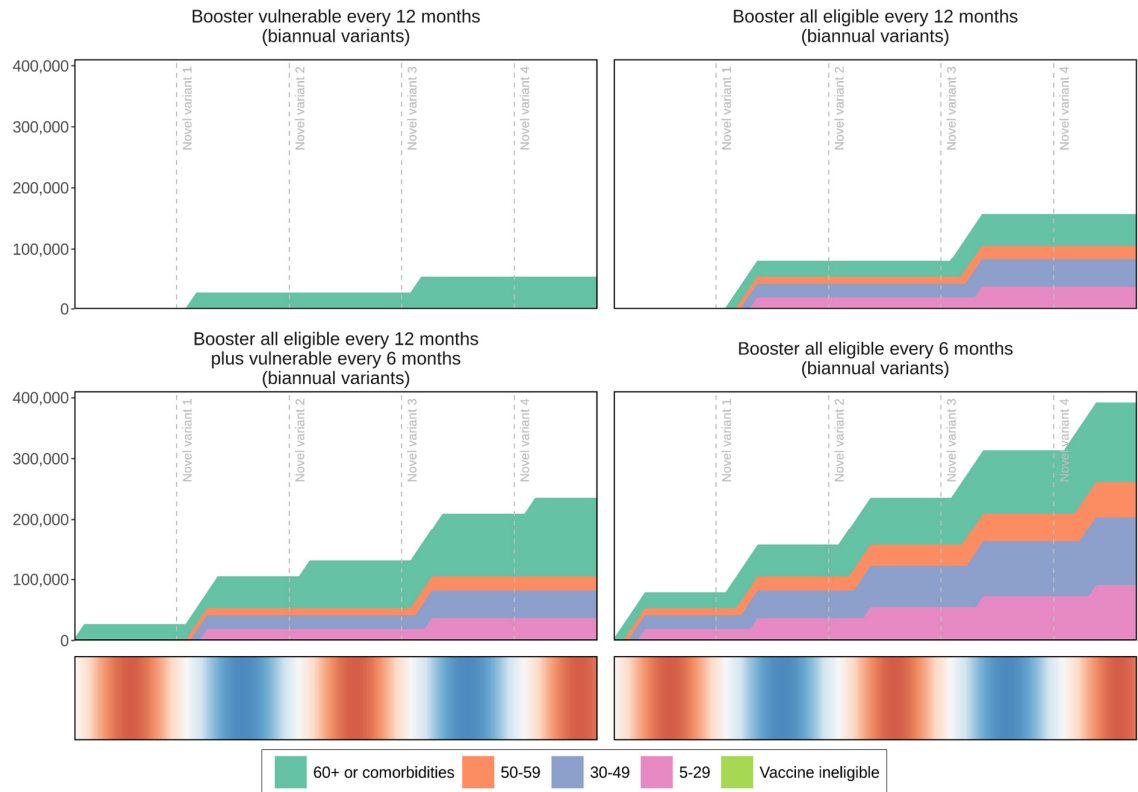 Booster vulnerable every 12 months
(biannual variants)
Booster all eligible every 12 months
(biannual variants)
400,000
300,000
200,000
100,000
0
Novel variant 1
Novel variant 2
Novel variant 3
Novel variant 4
Novel variant 1
Novel variant 2
Novel variant 3
Novel variant 4
Booster all eligible every 12 months
plus vulnerable every 6 months
(biannual variants)
Booster all eligible every 6 months
(biannual variants)
400,000
300,000
200,000
100,000
0
Novel variant 1
Novel variant 2
Novel variant 3
Novel variant 4
Novel variant 1
Novel variant 2
Novel variant 3
Novel variant 4
60+ or comorbidities
50-59
30-49
5-29
Vaccine ineligible